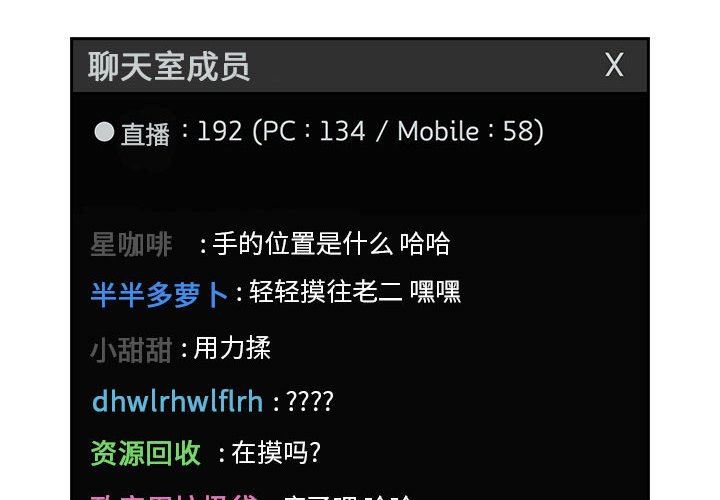 聊天室成员 X
●直播 : 192 (PC : 134 / Mobile : 58)
星咖啡 : 手的位置是什么 哈哈
半半多萝卜 : 轻轻摸往老二 嘿嘿
小甜甜 : 用力揉
dhwlrhwlflrh : ????
资源回收 : 在摸吗?